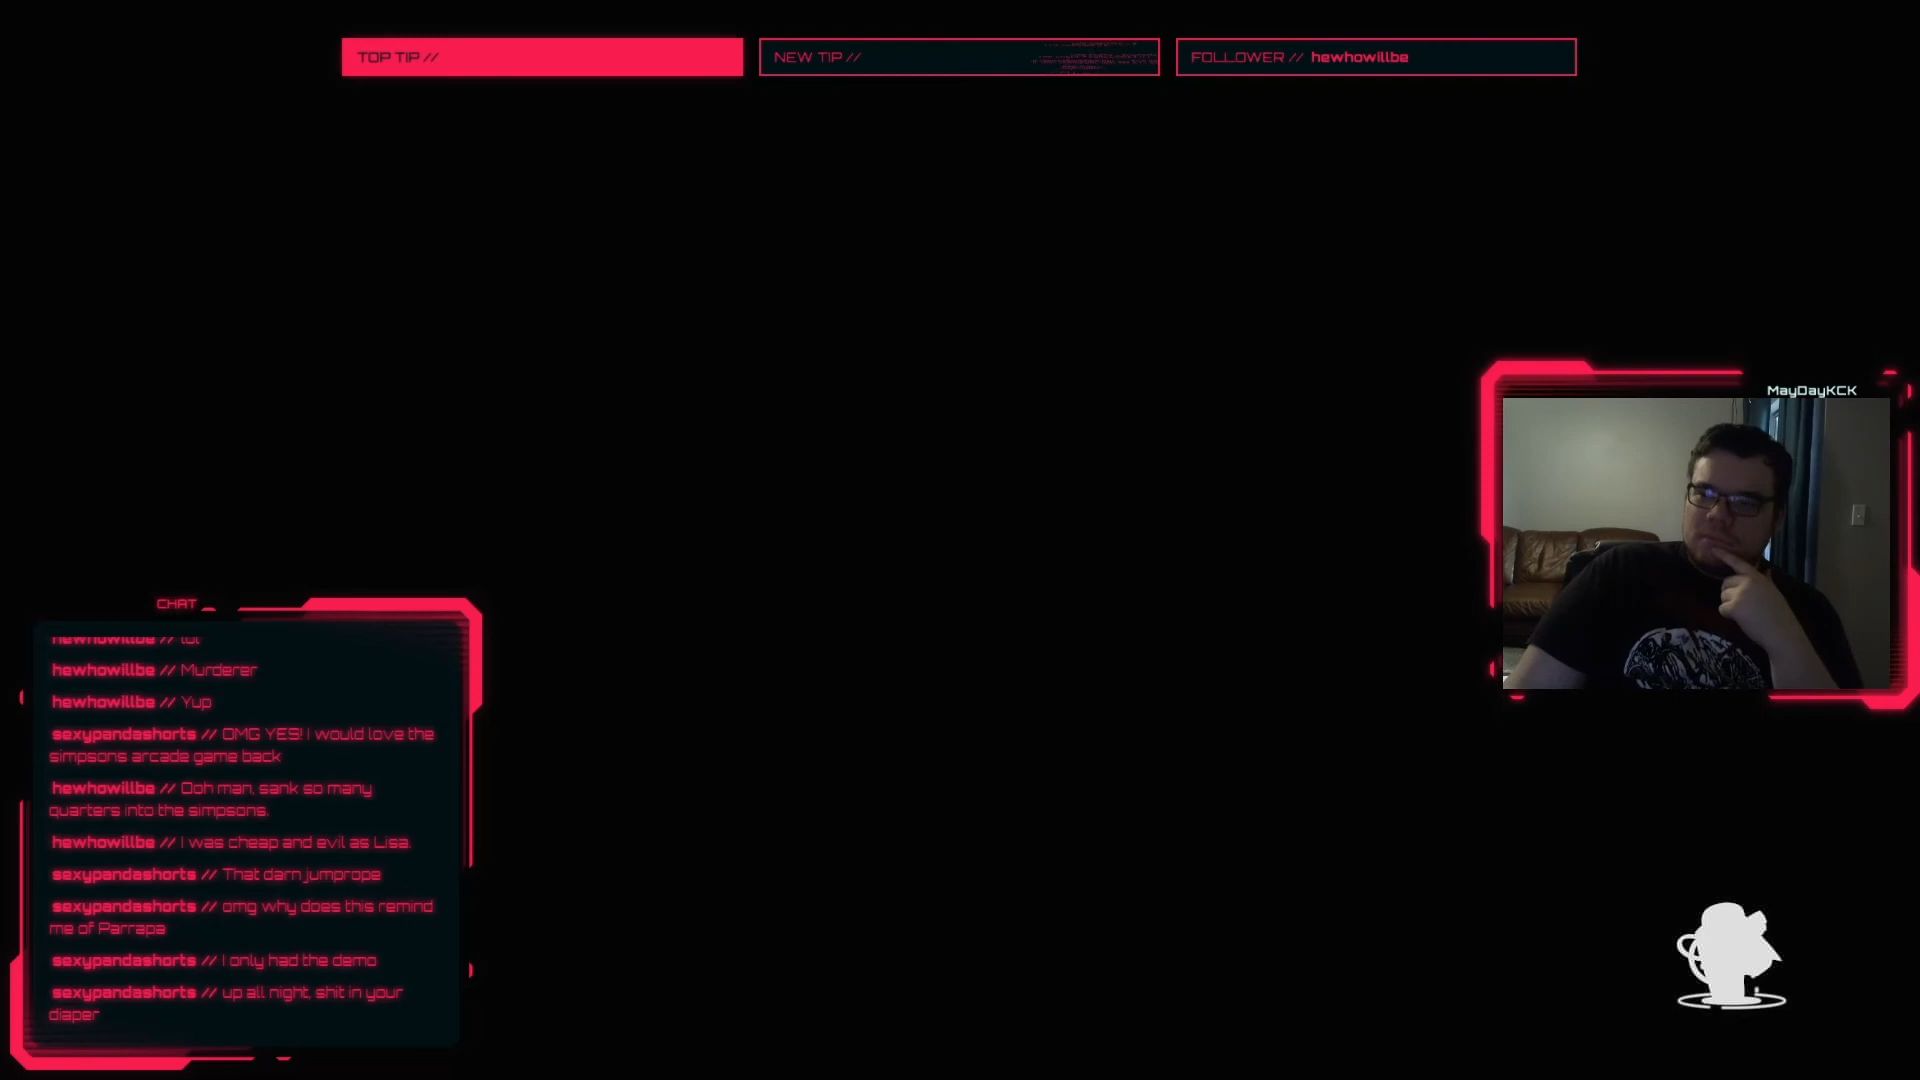 TOP TIP //
NEW TIP //
FOLLOWER // hewhowillbe
MayDayKCK
CHAT
hewhowillbe // lol
hewhowillbe // Murderer
hewhowillbe // Yup
sexypandashorts // OMG YES! I would love the
simpsons arcade game back
hewhowillbe // Ooh man, sank so many
quarters into the simpsons.
hewhowillbe // I was cheap and evil as Lisa.
sexypandashorts // That darn jumprope
sexypandashorts // omg why does this remind
me of Parrapa
sexypandashorts // I only had the demo
sexypandashorts // up all night, shit in your
diaper